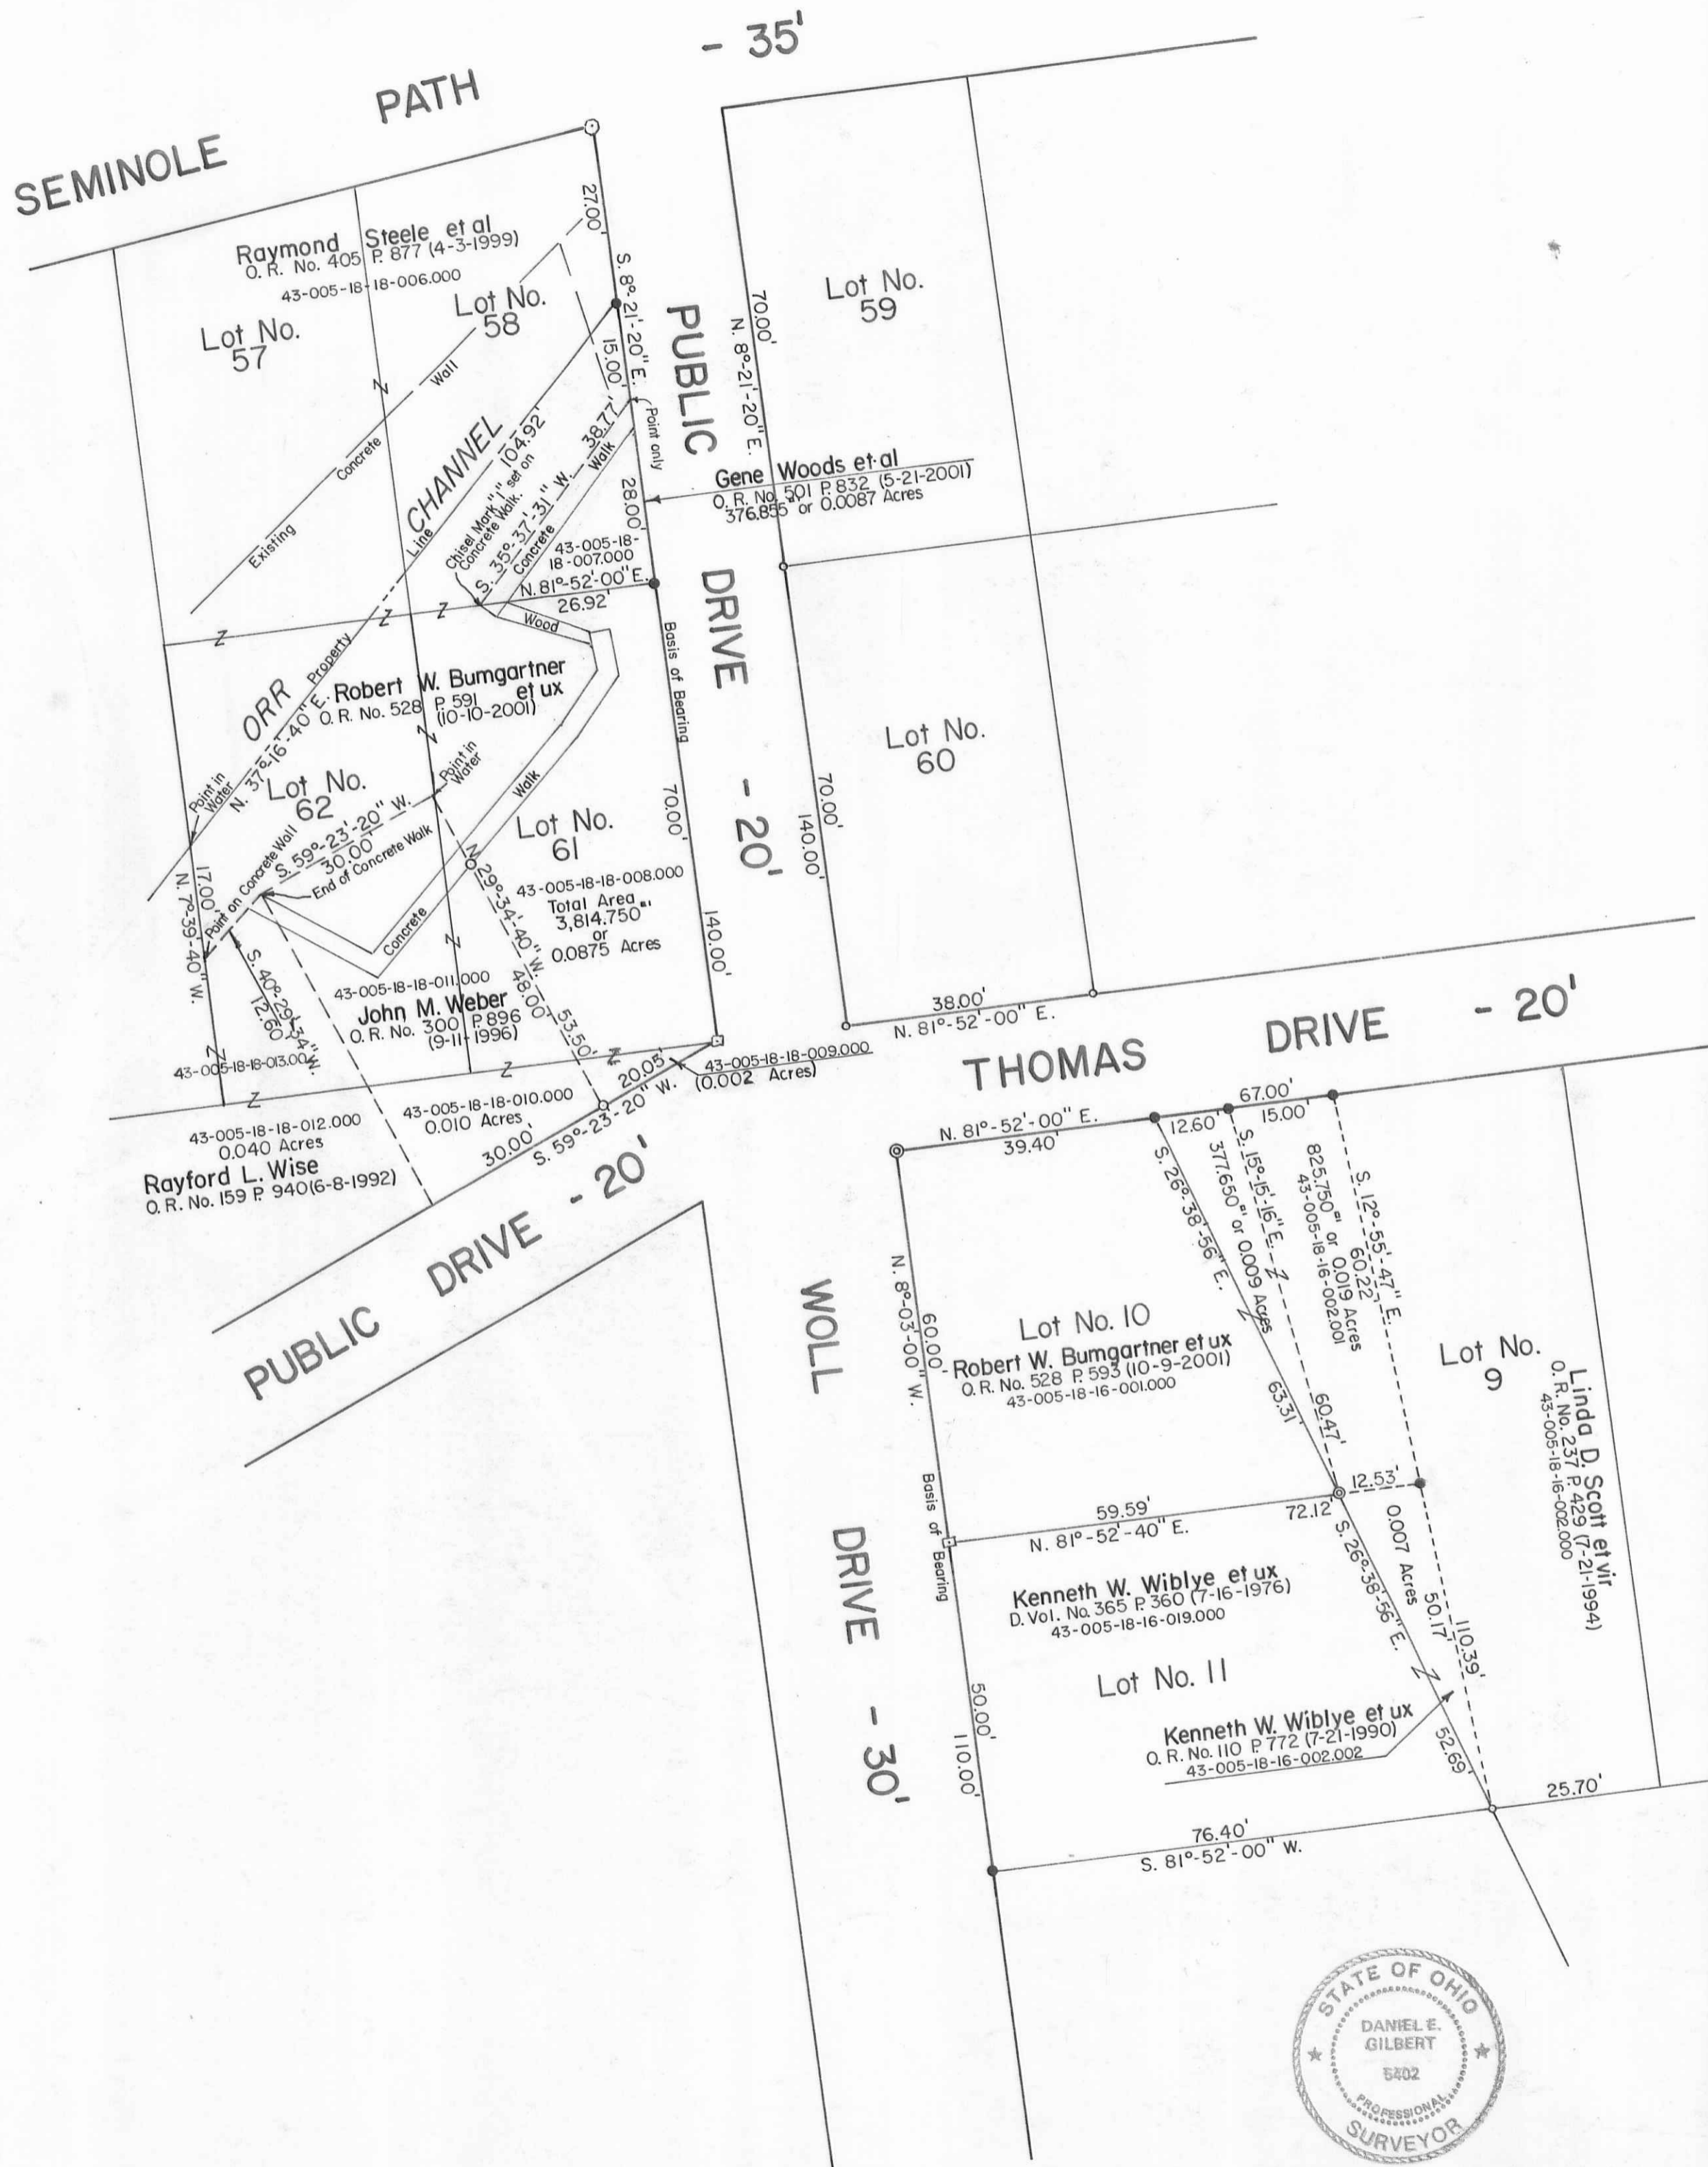 - 35'
SEMINOLE PATH
27.00'
Raymond Steele et al
O. R. No. 405 P. 877 (4-3-1999)
43-005-18-18-006.000
Lot No.
57
Lot No.
58
S. 8°-21'-20" E.
15.00'
Existing Concrete Wall
ORR CHANNEL
Property Line
104.92'
N. 37°-16'-40" E.
Chisel Mark "I" set on
Concrete Walk.
S. 35°-37'-31" W.
38.77'
Concrete Walk
Point only
28.00'
43-005-18-
18-007.000
N. 81°-52'-00" E.
26.92'
Wood
PUBLIC DRIVE - 20'
70.00'
N. 8°-21'-20" E.
Lot No.
59
Gene Woods et al
O. R. No. 501 P. 832 (5-21-2001)
376.855 or 0.0087 Acres
Lot No.
60
70.00'
140.00'
38.00'
N. 81°-52'-00" E.
Basis of Bearing
70.00'
140.00'
Robert W. Bumgartner
et ux
O. R. No. 528 P. 591
(10-10-2001)
Point in
Water
Point in
Water
Lot No.
62
S. 59°-23'-20" W.
30.00'
End of Concrete Walk
Point on Concrete Wall
17.00'
N. 7°-39'-40" W.
S. 40°-29'-34" W.
12.60'
Concrete Walk
Lot No.
61
43-005-18-18-008.000
Total Area
3,814.750
or
0.0875 Acres
N. 29°-34'-40" W.
48.00'
53.50'
43-005-18-18-011.000
John M. Weber
O. R. No. 300 P. 896
(9-11-1996)
43-005-18-18-013.00
20.05'
43-005-18-18-009.000
(0.002 Acres)
43-005-18-18-010.000
0.010 Acres
43-005-18-18-012.000
0.040 Acres
Rayford L. Wise
O. R. No. 159 P. 940 (6-8-1992)
30.00'
S. 59°-23'-20" W.
PUBLIC DRIVE - 20'
THOMAS DRIVE - 20'
N. 81°-52'-00" E.
39.40'
12.60'
67.00'
15.00'
S. 26°-38'-56" E.
63.31'
377.650 or 0.009 Acres
S. 15°-15'-16" E.
60.47'
825.750 or 0.019 Acres
43-005-18-16-002.001
60.22'
S. 12°-55'-47" E.
WOLL DRIVE - 30'
N. 8°-03'-00" W.
60.00'
Lot No. 10
Robert W. Bumgartner et ux
O. R. No. 528 P. 593 (10-9-2001)
43-005-18-16-001.000
Lot No.
9
Linda D. Scott et vir
O. R. No. 237 P. 429 (7-21-1994)
43-005-18-16-002.000
12.53'
59.59'
72.12'
N. 81°-52'-40" E.
Basis of Bearing
Kenneth W. Wiblye et ux
D. Vol. No. 365 P. 360 (7-16-1976)
43-005-18-16-019.000
Lot No. 11
S. 26°-38'-56" E.
0.007 Acres
50.17'
110.39'
52.69'
50.00'
110.00'
Kenneth W. Wiblye et ux
O. R. No. 110 P. 772 (7-21-1990)
43-005-18-16-002.002
25.70'
76.40'
S. 81°-52'-00" W.
STATE OF OHIO
DANIEL E.
GILBERT
5402
PROFESSIONAL
SURVEYOR